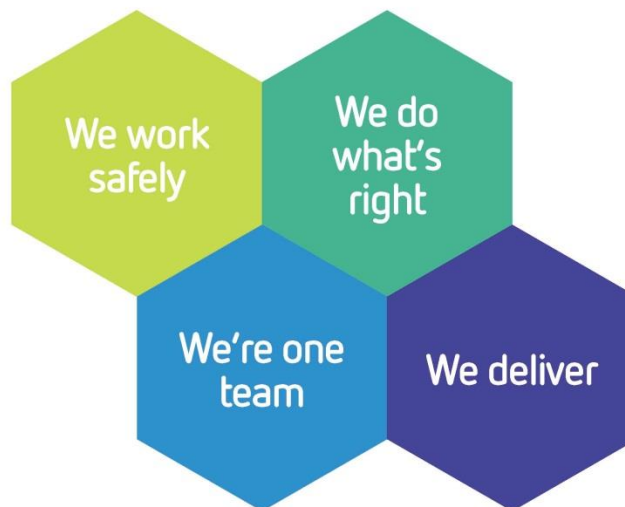 We work
safely
We do
what's
right
We're one
team
We deliver